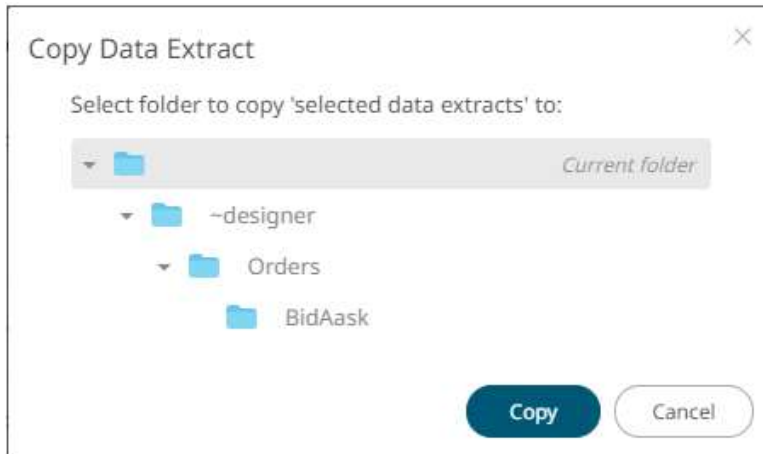 Copy Data Extract
Select folder to copy 'selected data extracts' to:
Current folder
~designer
Orders
BidAask
Copy Cancel